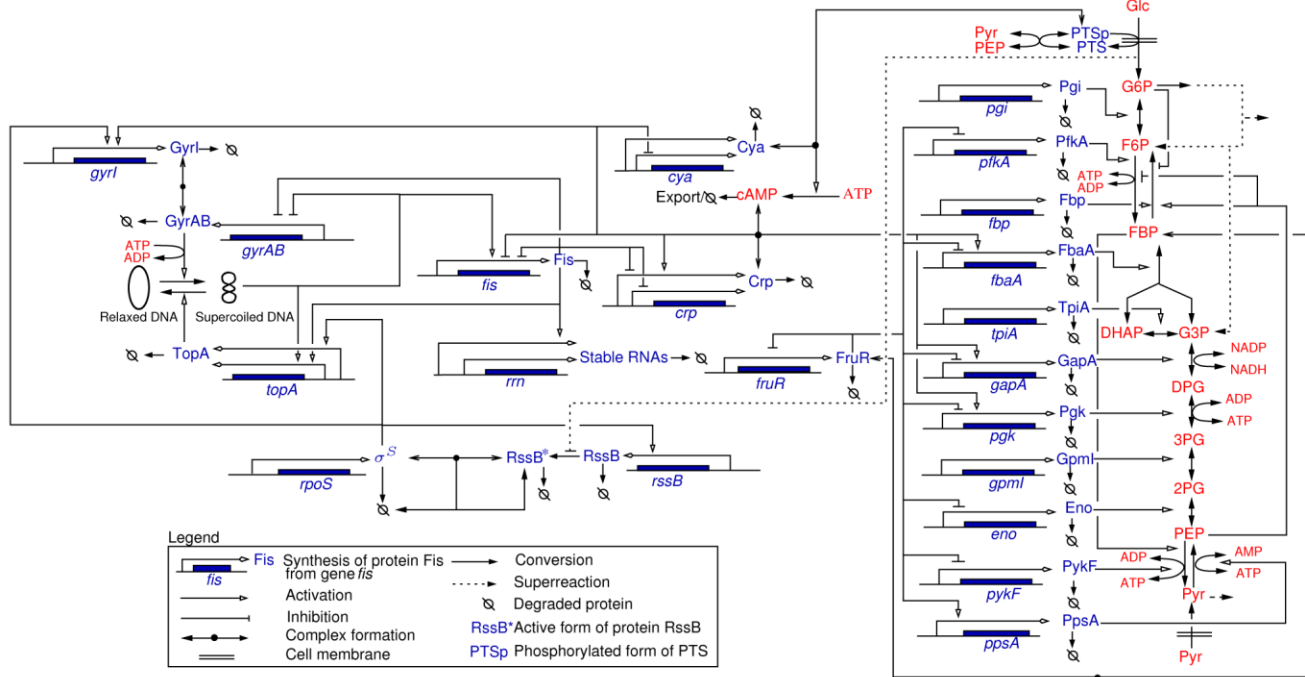 Glc
Pyr PTSp
PEP PTS
Pgi G6P
pgi
GyrI Cya PfkA F6P
gyrI cya pfkA ATP
ADP
Export/Ø cAMP ATP
Fbp
GyrAB fbp FBP
gyrAB
ATP
ADP
Fis FbaA
fis Crp fbaA
crp
Relaxed DNA Supercoiled DNA
TpiA
tpiA DHAP G3P
TopA Stable RNAs FruR
topA rrn fruR
GapA NADP
gapA NADH
DPG
Pgk ADP
pgk ATP
3PG
σS RssB* RssB GpmI
rpoS rssB gpmI
2PG
Eno
eno PEP
ADP AMP
PykF
pykF ATP ATP
Pyr
PpsA
ppsA
Pyr
Legend
Fis Synthesis of protein Fis
fis from gene fis
Activation
Inhibition
Complex formation
Cell membrane
Conversion
Superreaction
Ø Degraded protein
RssB* Active form of protein RssB
PTSp Phosphorylated form of PTS